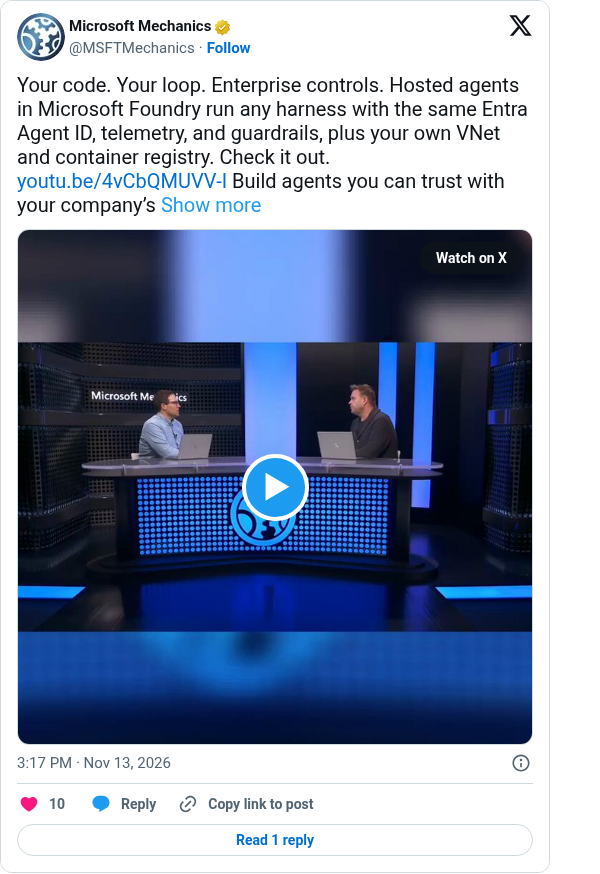 Microsoft Mechanics
@MSFTMechanics · Follow
Your code. Your loop. Enterprise controls. Hosted agents
in Microsoft Foundry run any harness with the same Entra
Agent ID, telemetry, and guardrails, plus your own VNet
and container registry. Check it out.
youtu.be/4vCbQMUVV-I Build agents you can trust with
your company’s Show more
Watch on X
Microsoft Me ics
3:17 PM · Nov 13, 2026
10 Reply Copy link to post
Read 1 reply